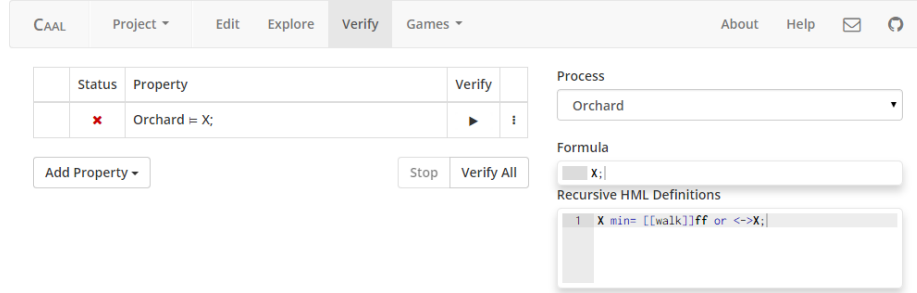 CAAL Project Edit Explore Verify Games About Help
Status Property Verify
Orchard ⊨ X;
Add Property Stop Verify All
Process
Orchard
Formula
X;
Recursive HML Definitions
1 X min= [[walk]]ff or <->X;